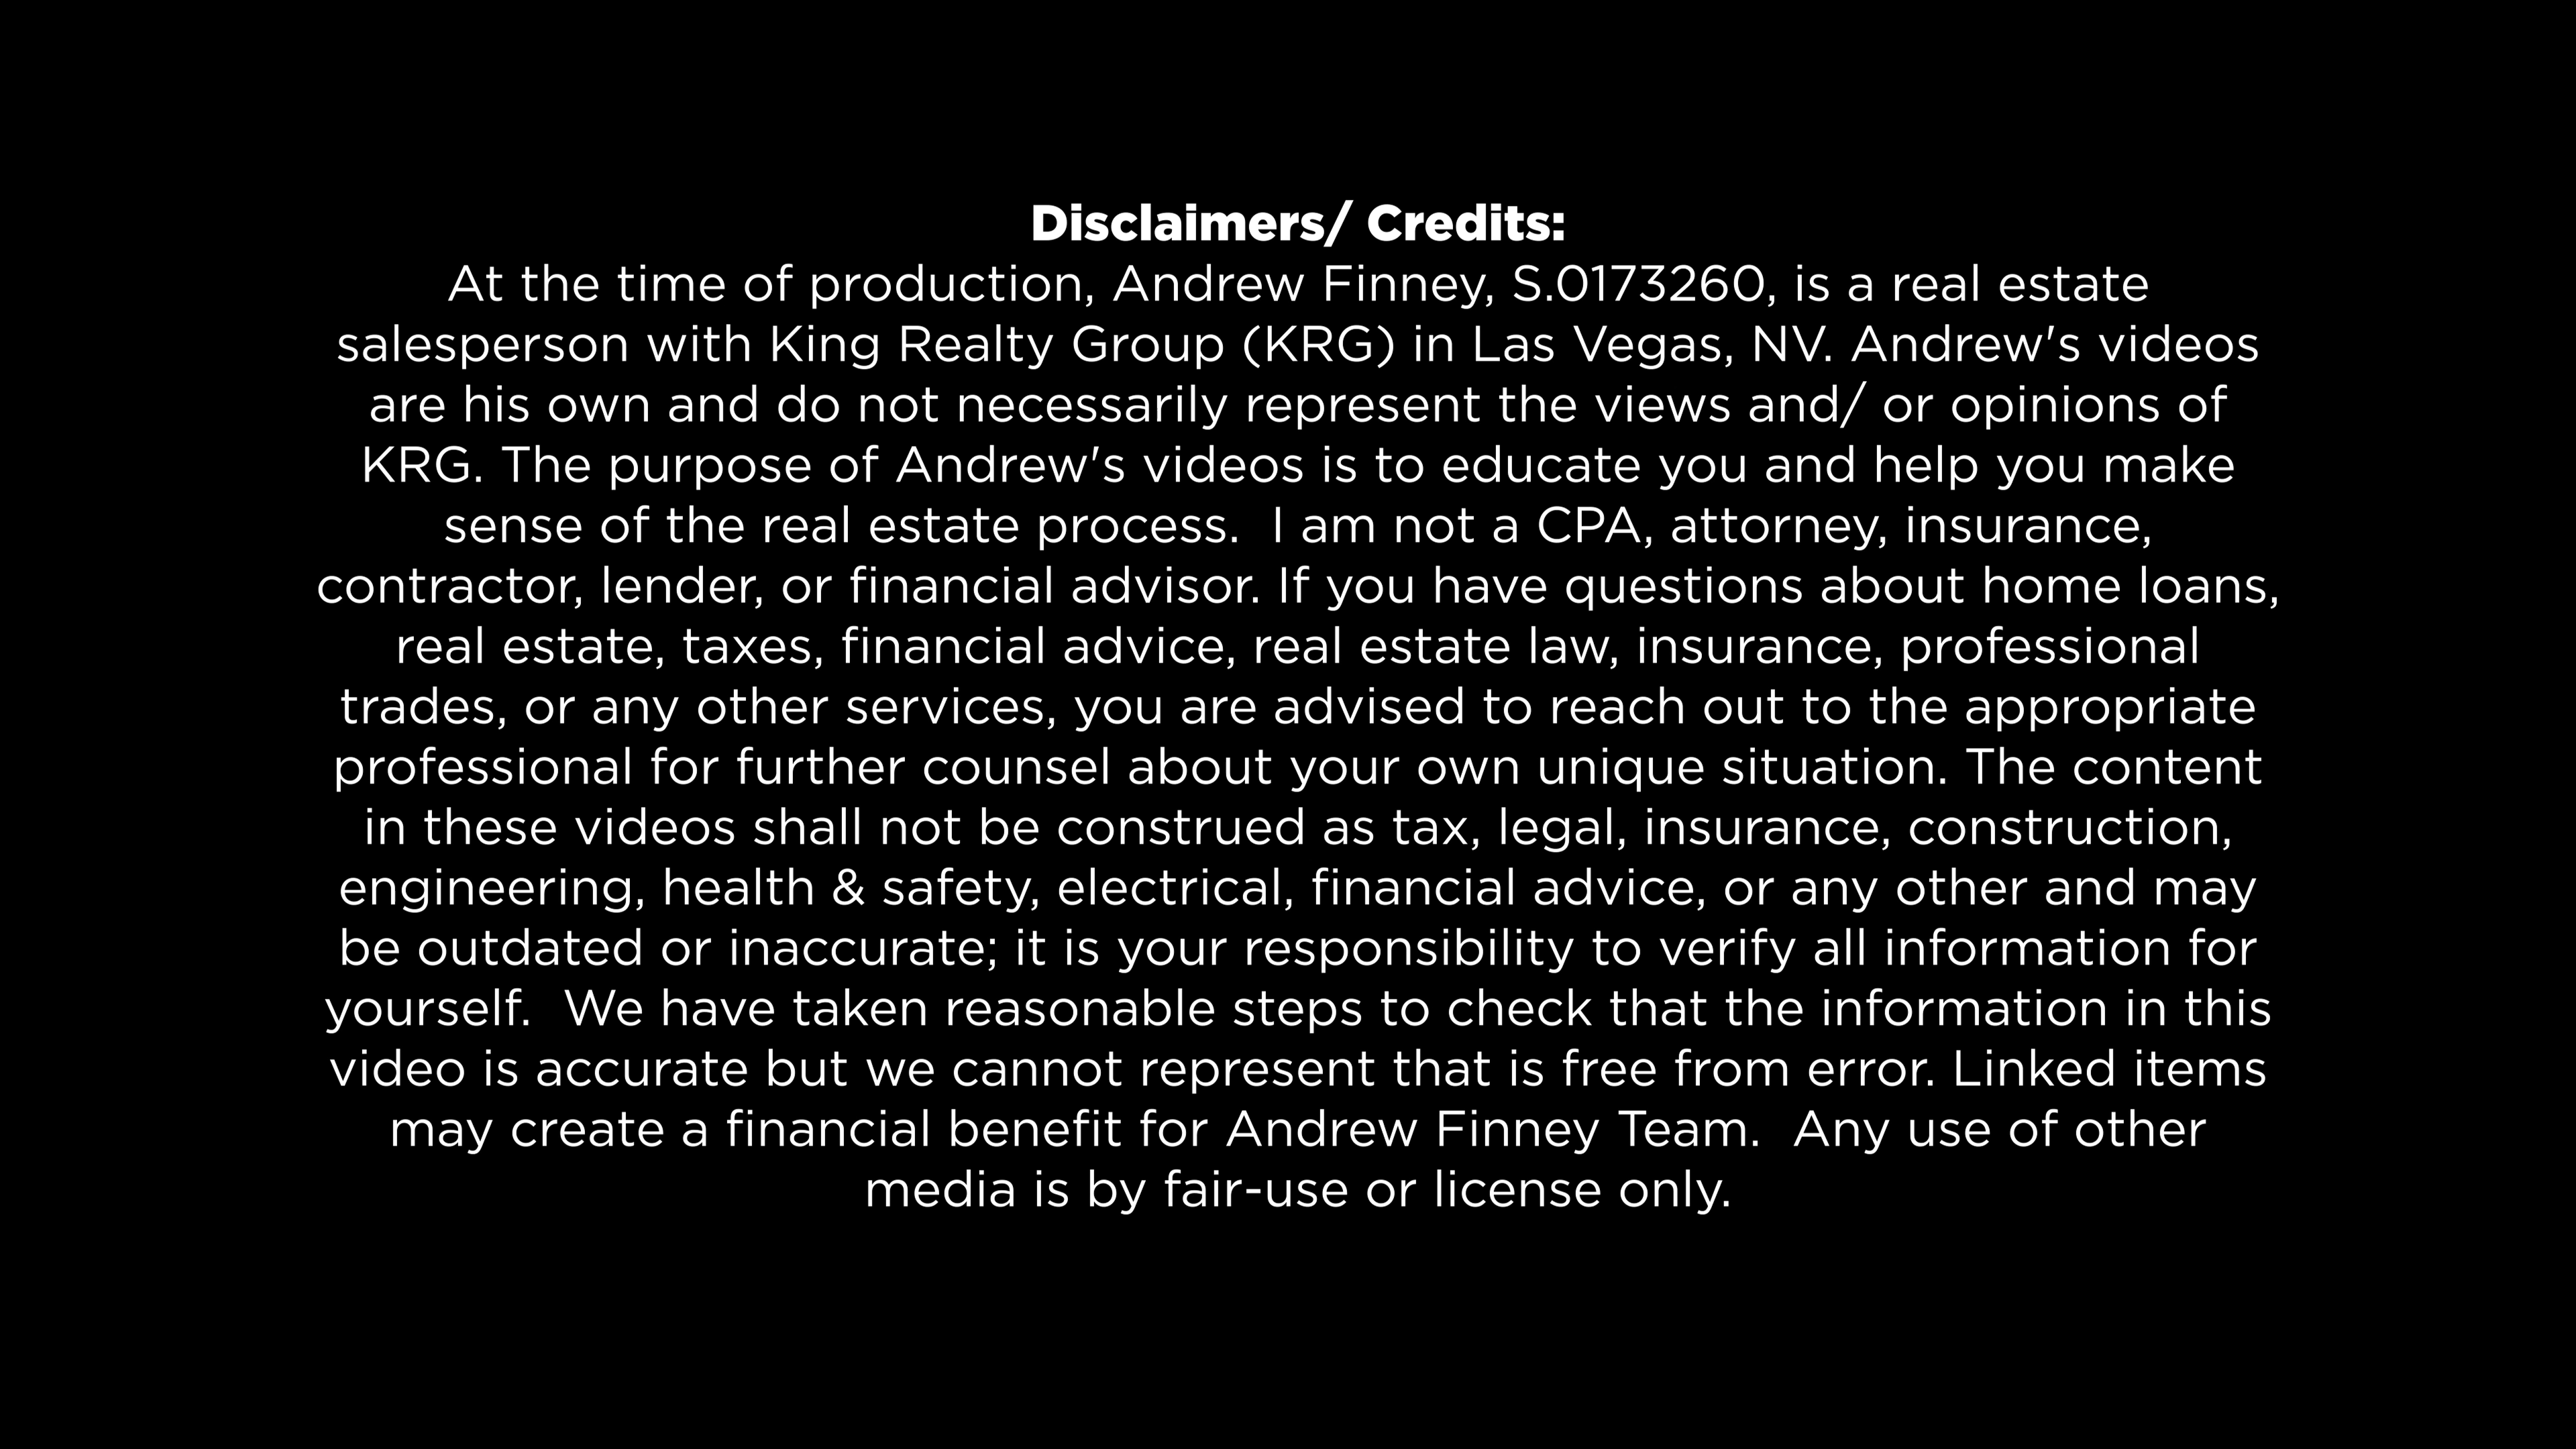 Disclaimers/ Credits:
At the time of production, Andrew Finney, S.0173260, is a real estate
salesperson with King Realty Group (KRG) in Las Vegas, NV. Andrew's videos
are his own and do not necessarily represent the views and/ or opinions of
KRG. The purpose of Andrew's videos is to educate you and help you make
sense of the real estate process.  I am not a CPA, attorney, insurance,
contractor, lender, or financial advisor. If you have questions about home loans,
real estate, taxes, financial advice, real estate law, insurance, professional
trades, or any other services, you are advised to reach out to the appropriate
professional for further counsel about your own unique situation. The content
in these videos shall not be construed as tax, legal, insurance, construction,
engineering, health & safety, electrical, financial advice, or any other and may
be outdated or inaccurate; it is your responsibility to verify all information for
yourself.  We have taken reasonable steps to check that the information in this
video is accurate but we cannot represent that is free from error. Linked items
may create a financial benefit for Andrew Finney Team.  Any use of other
media is by fair-use or license only.